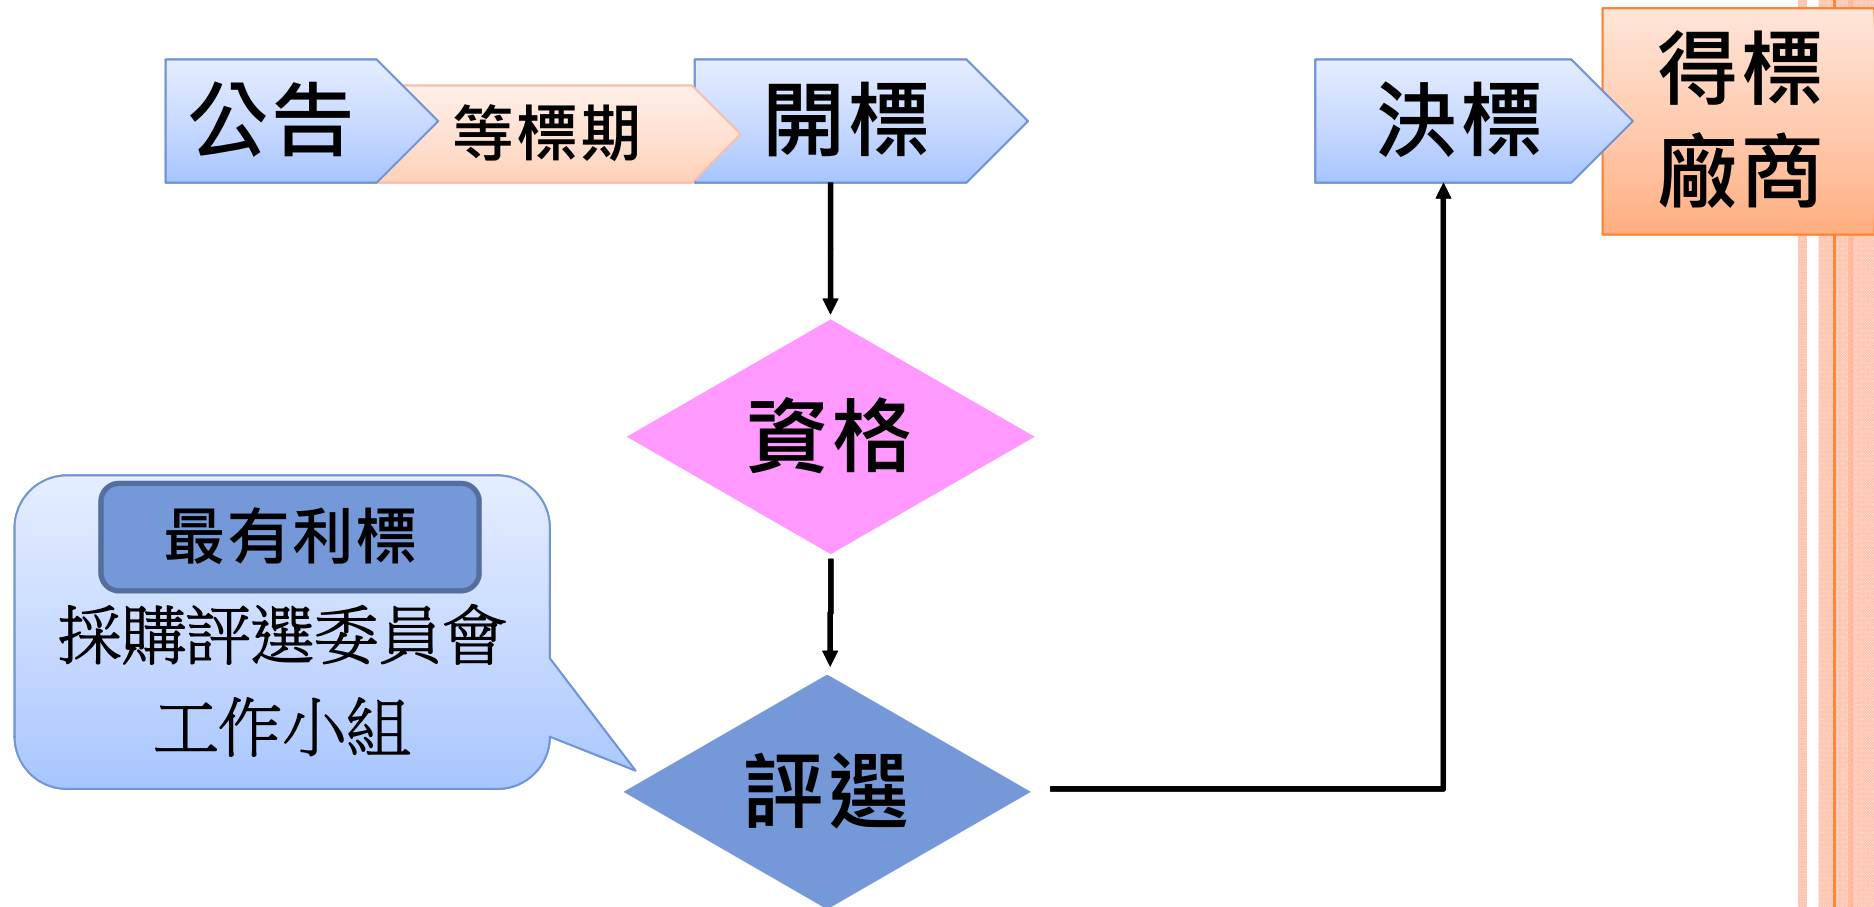 公告
等標期
開標
決標
得標
廠商
資格
最有利標
採購評選委員會
工作小組
評選